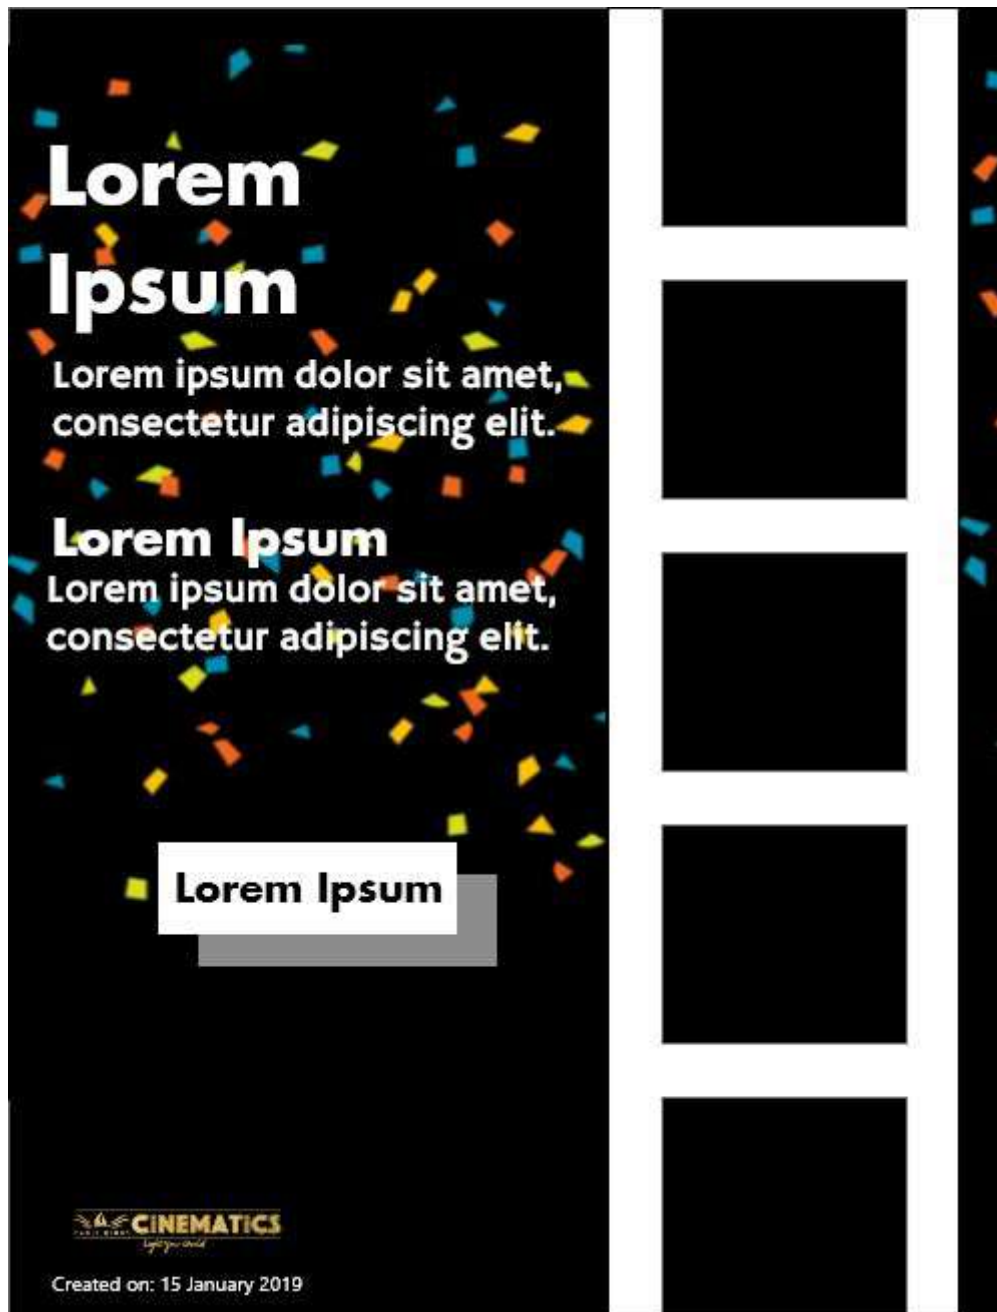 Lorem
Ipsum
Lorem ipsum dolor sit amet,
consectetur adipiscing elit.
Lorem Ipsum
Lorem ipsum dolor sit amet,
consectetur adipiscing elit.
Lorem Ipsum
CiNEMATiCS
Created on: 15 January 2019